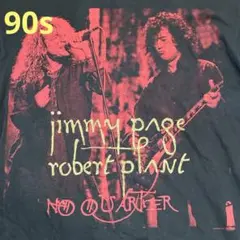 90s
jimmy page
robert plant
NO QUARTER